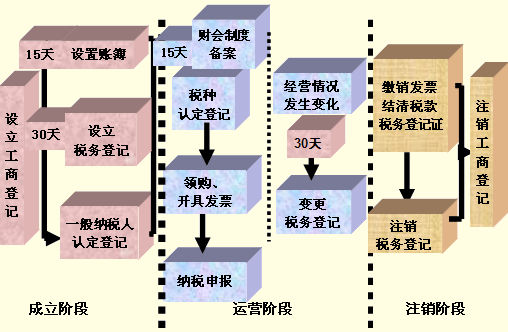 设立工商登记
15天
设置账簿
30天
设立
税务登记
一般纳税人
认定登记
15天
财会制度
备案
税种
认定登记
领购、
开具发票
纳税申报
经营情况
发生变化
30天
变更
税务登记
缴销发票
结清税款
税务登记证
注销
税务登记
注销工商登记
成立阶段
运营阶段
注销阶段